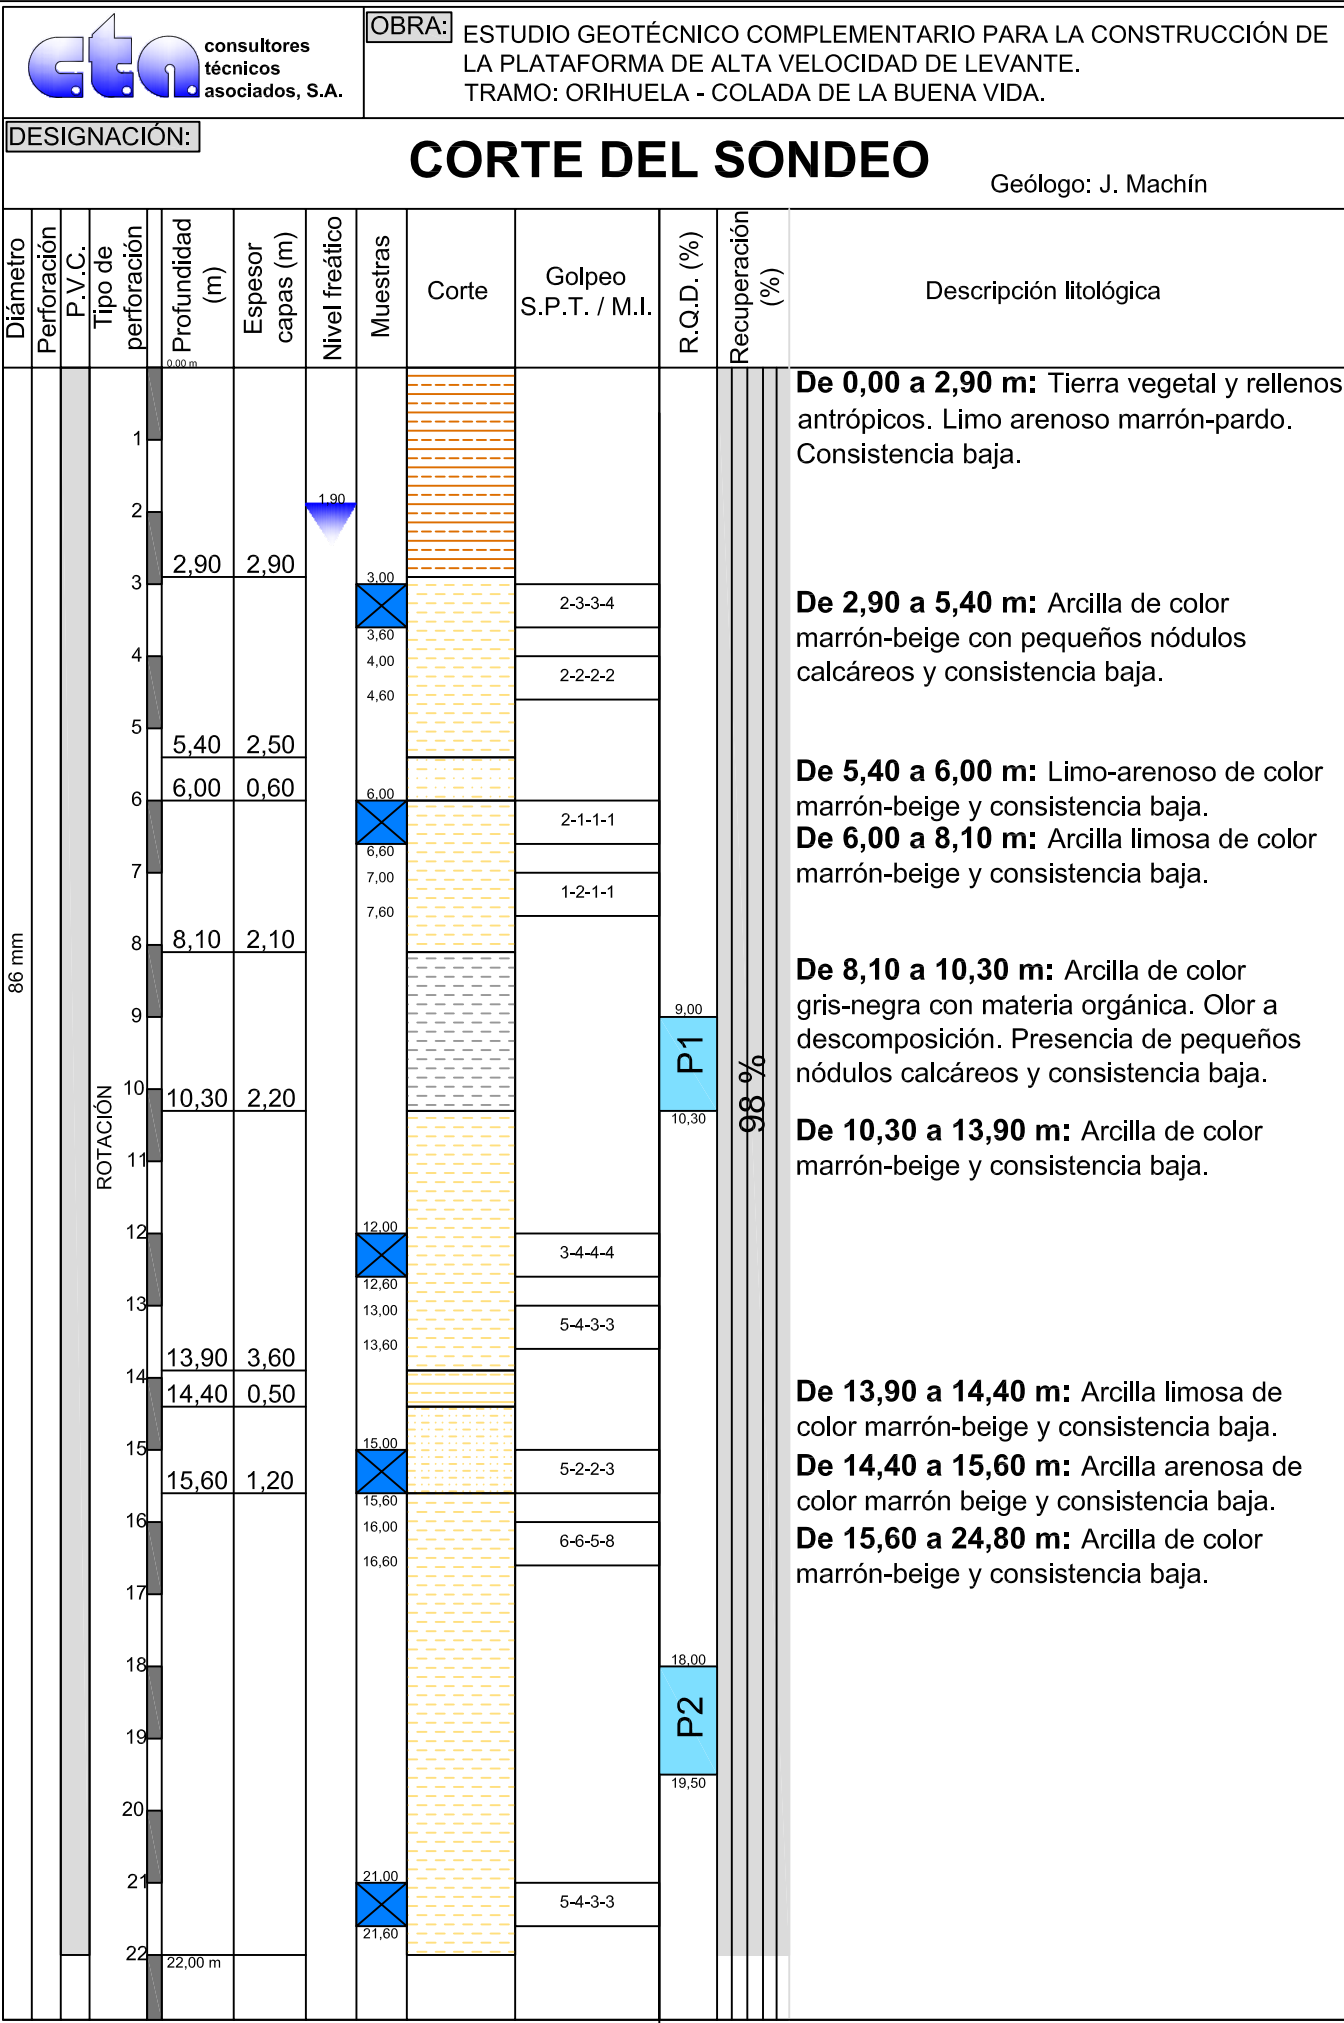 cta
consultores
técnicos
asociados, S.A.
OBRA:
ESTUDIO GEOTÉCNICO COMPLEMENTARIO PARA LA CONSTRUCCIÓN DE
LA PLATAFORMA DE ALTA VELOCIDAD DE LEVANTE.
TRAMO: ORIHUELA - COLADA DE LA BUENA VIDA.
DESIGNACIÓN:
CORTE DEL SONDEO
Geólogo: J. Machín
Diámetro
Perforación
P.V.C.
Tipo de
perforación
Profundidad
(m)
Espesor
capas (m)
Nivel freático
Muestras
Corte
Golpeo
S.P.T. / M.I.
R.Q.D. (%)
Recuperación
(%)
Descripción litológica
0.00 m
De 0,00 a 2,90 m: Tierra vegetal y rellenos
antrópicos. Limo arenoso marrón-pardo.
Consistencia baja.
1
1,90
2
2,90 2,90
3
3,00
2-3-3-4
3,60
De 2,90 a 5,40 m: Arcilla de color
marrón-beige con pequeños nódulos
calcáreos y consistencia baja.
4
4,00
2-2-2-2
4,60
5
5,40 2,50
6,00 0,60
De 5,40 a 6,00 m: Limo-arenoso de color
marrón-beige y consistencia baja.
6
6,00
2-1-1-1
6,60
De 6,00 a 8,10 m: Arcilla limosa de color
marrón-beige y consistencia baja.
7
7,00
1-2-1-1
7,60
8
8,10 2,10
86 mm
De 8,10 a 10,30 m: Arcilla de color
gris-negra con materia orgánica. Olor a
descomposición. Presencia de pequeños
nódulos calcáreos y consistencia baja.
9
9,00
P1
10,30
98 %
10
10,30 2,20
ROTACIÓN
De 10,30 a 13,90 m: Arcilla de color
marrón-beige y consistencia baja.
11
12
12,00
3-4-4-4
12,60
13
13,00
5-4-3-3
13,60
13,90 3,60
14
14,40 0,50
De 13,90 a 14,40 m: Arcilla limosa de
color marrón-beige y consistencia baja.
15
15,00
5-2-2-3
15,60
15,60 1,20
De 14,40 a 15,60 m: Arcilla arenosa de
color marrón beige y consistencia baja.
16
16,00
6-6-5-8
16,60
De 15,60 a 24,80 m: Arcilla de color
marrón-beige y consistencia baja.
17
18
18,00
P2
19,50
19
20
21
21,00
5-4-3-3
21,60
22
22,00 m